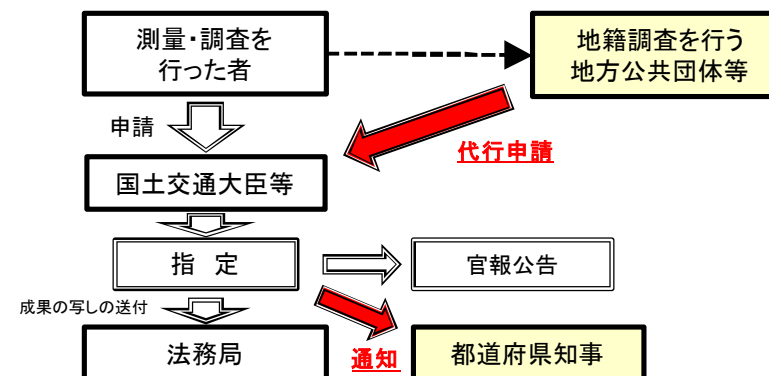 測量・調査を
行った者
地籍調査を行う
地方公共団体等
申請
代行申請
国土交通大臣等
指 定
官報公告
成果の写しの送付
通知
法務局
都道府県知事